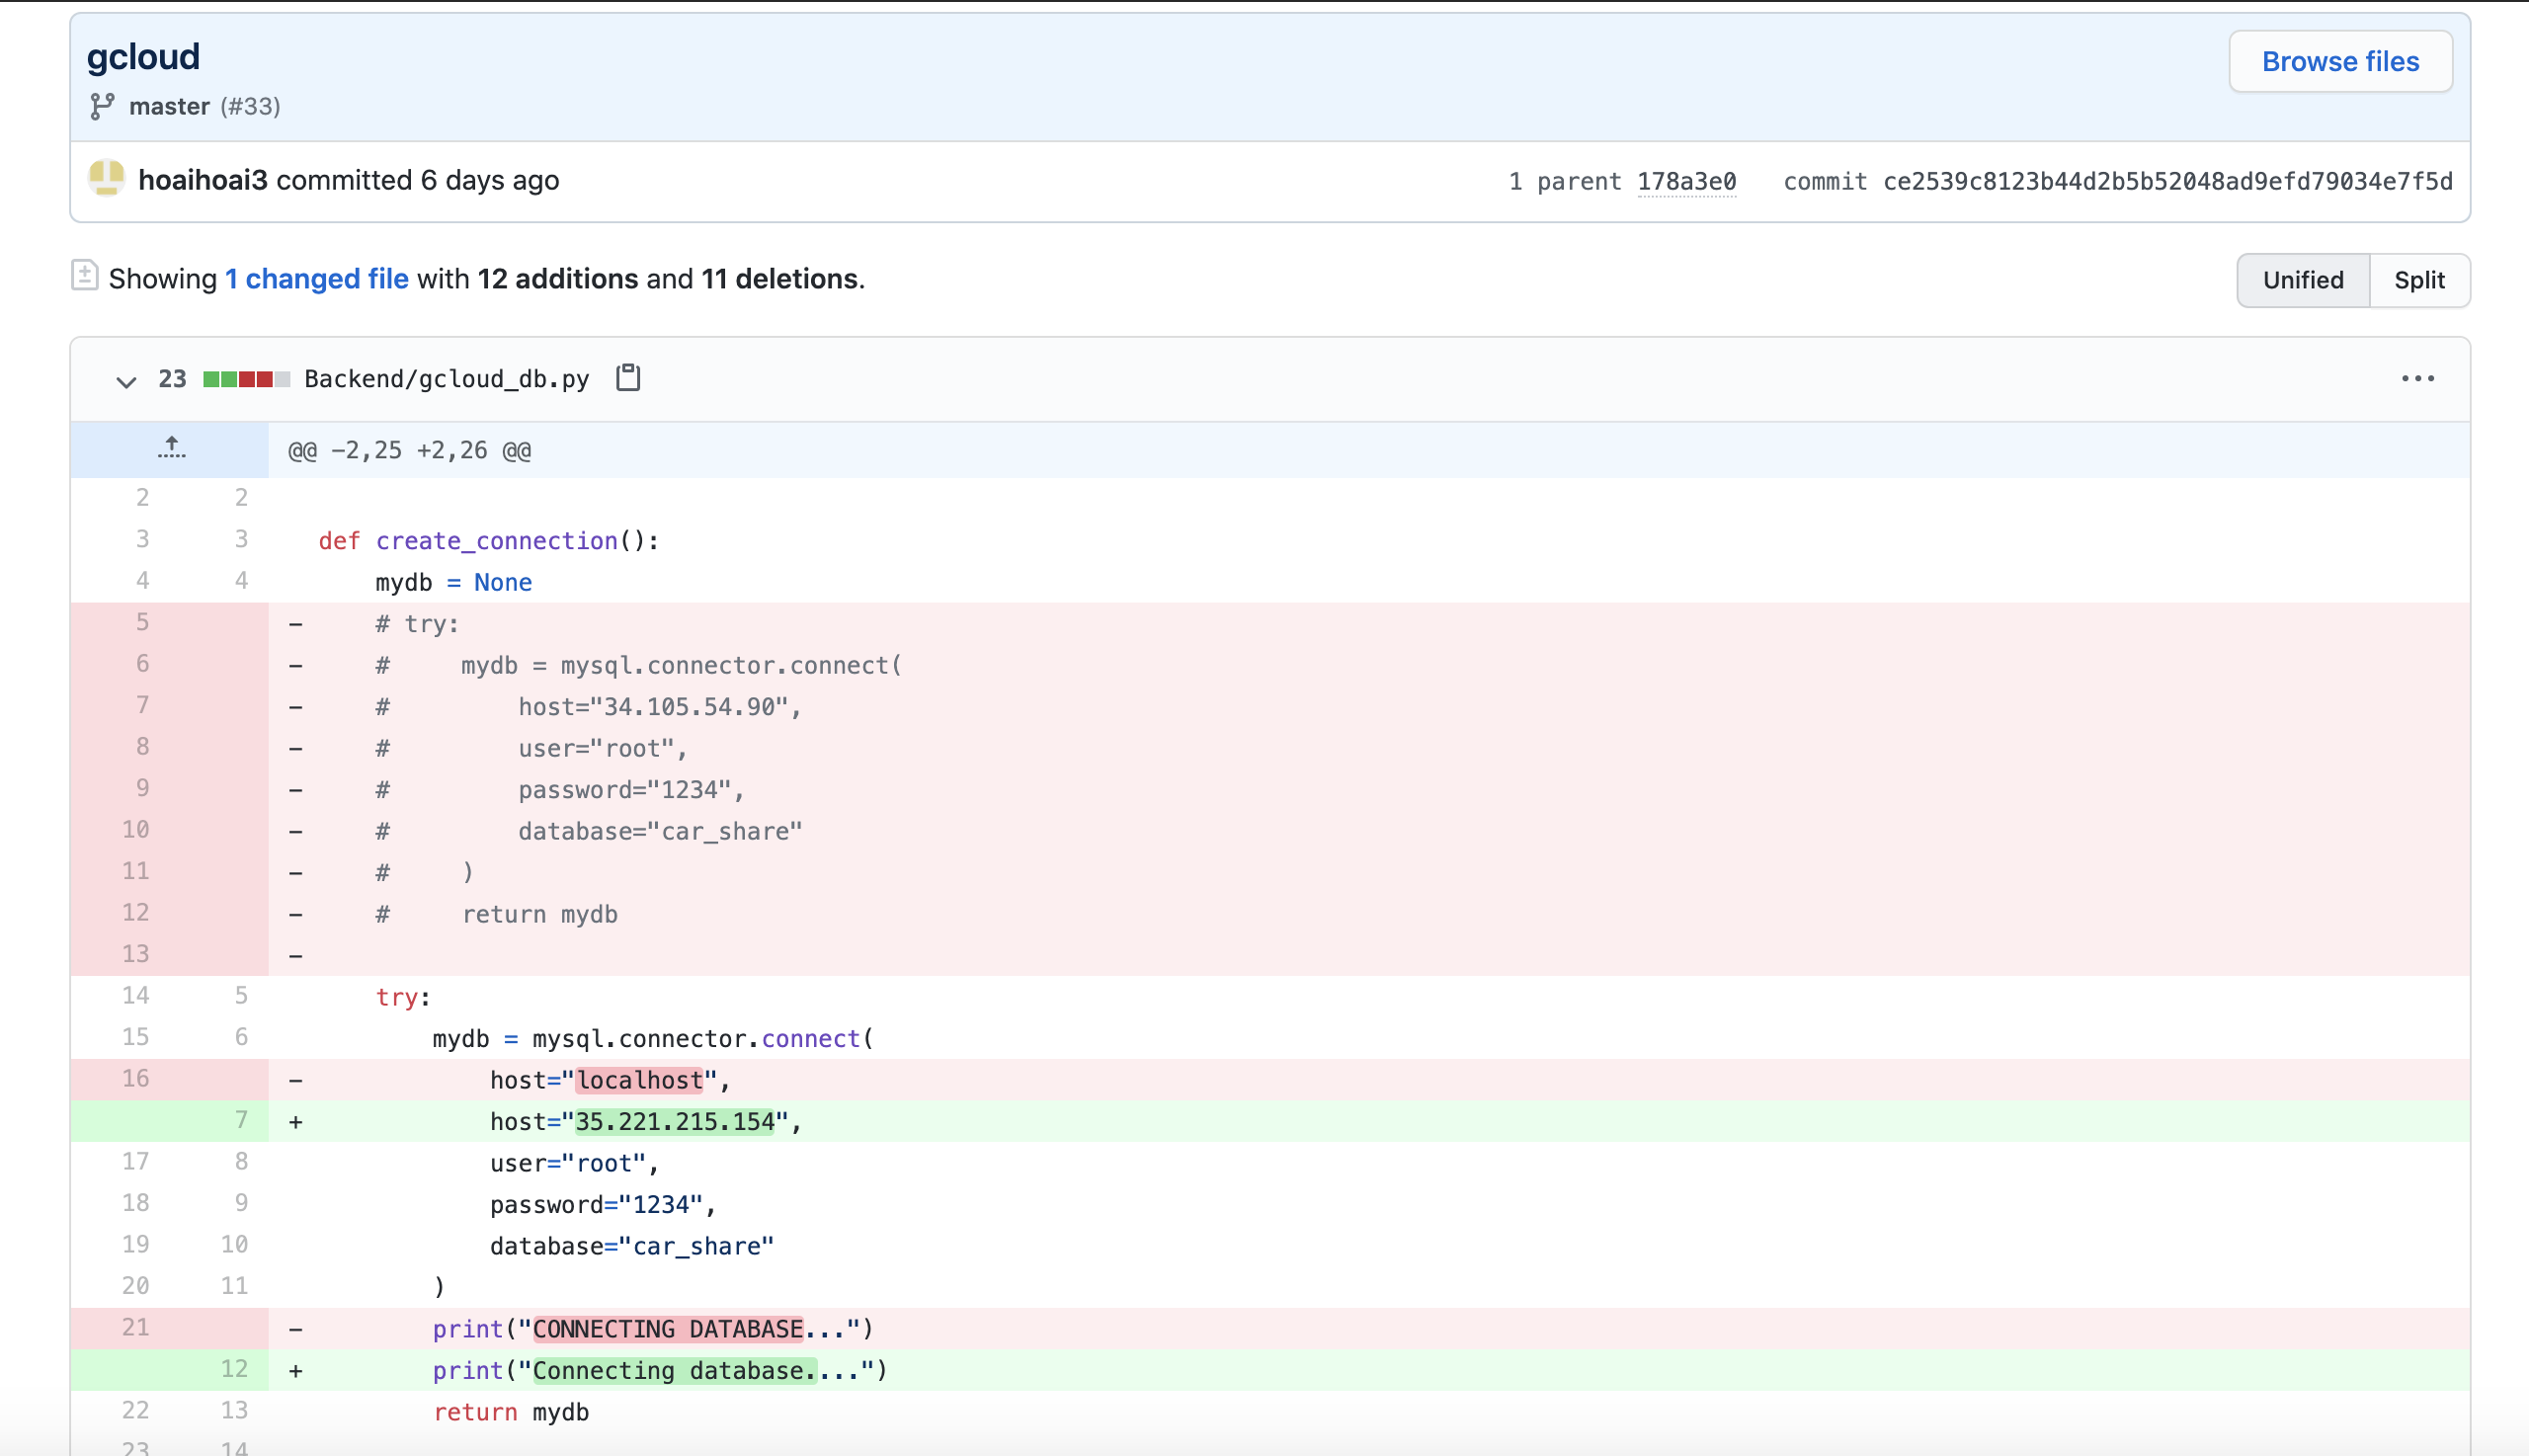 gcloud
Browse files
master (#33)
hoaihoai3 committed 6 days ago
1 parent 178a3e0 commit ce2539c8123b44d2b5b52048ad9efd79034e7f5d
Showing 1 changed file with 12 additions and 11 deletions.
Unified Split
23 Backend/gcloud_db.py
@@ -2,25 +2,26 @@
2 2
3 3 def create_connection():
4 4 mydb = None
5 - # try:
6 - # mydb = mysql.connector.connect(
7 - # host="34.105.54.90",
8 - # user="root",
9 - # password="1234",
10 - # database="car_share"
11 - # )
12 - # return mydb
13 -
14 5 try:
15 6 mydb = mysql.connector.connect(
16 - host="localhost",
7 + host="35.221.215.154",
17 8 user="root",
18 9 password="1234",
19 10 database="car_share"
20 11 )
21 - print("CONNECTING DATABASE...")
12 + print("Connecting database....")
22 13 return mydb
23 14